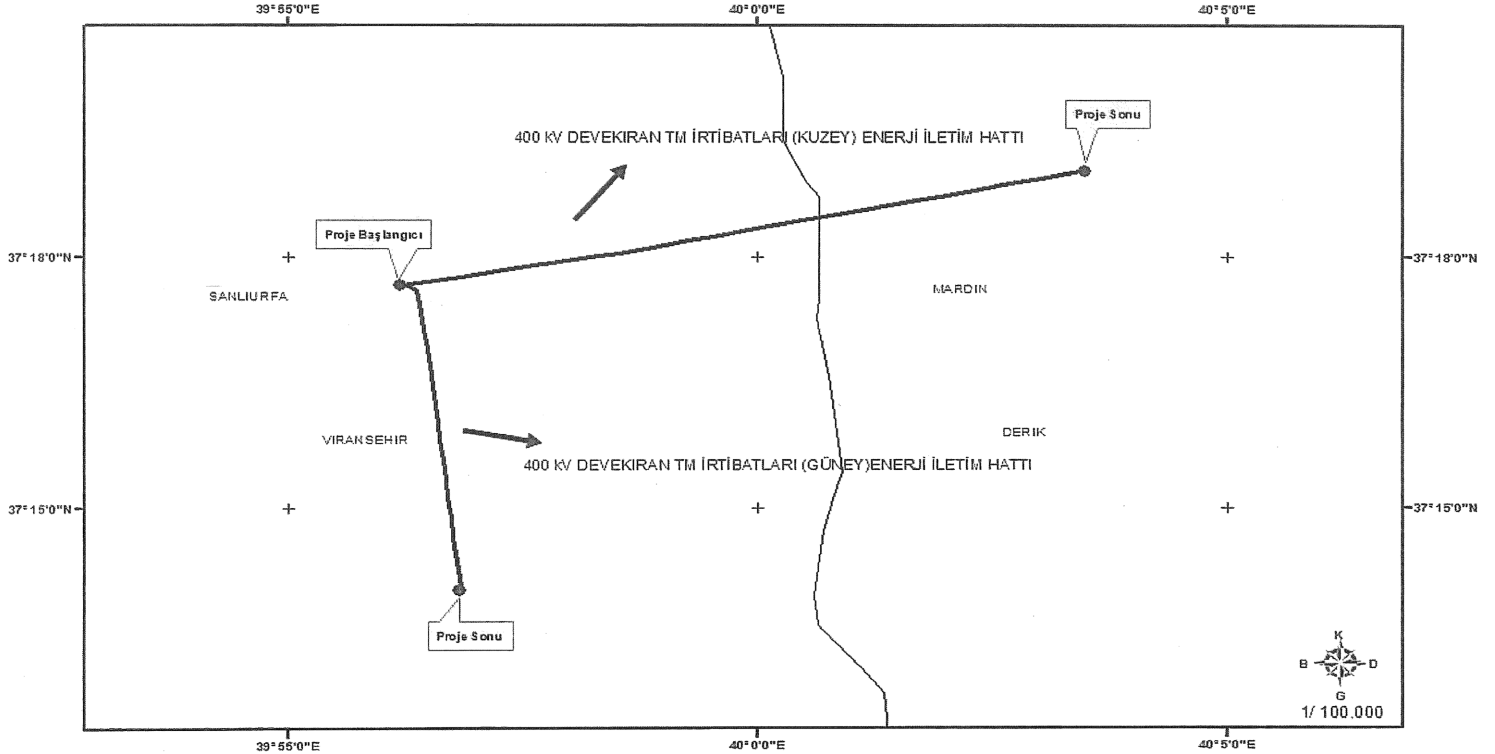 39°55'0"E 40°0'0"E 40°5'0"E
Proje Sonu
400 kV DEVEKIRAN TM İRTİBATLARI (KUZEY) ENERJİ İLETİM HATTI
Proje Başlangıcı
37°18'0"N 37°18'0"N
SANLIURFA MARDIN
VIRANSEHIR DERIK
400 kV DEVEKIRAN TM İRTİBATLARI (GÜNEY)ENERJİ İLETİM HATTI
37°15'0"N 37°15'0"N
Proje Sonu
K
B D
G
1/ 100.000
39°55'0"E 40°0'0"E 40°5'0"E